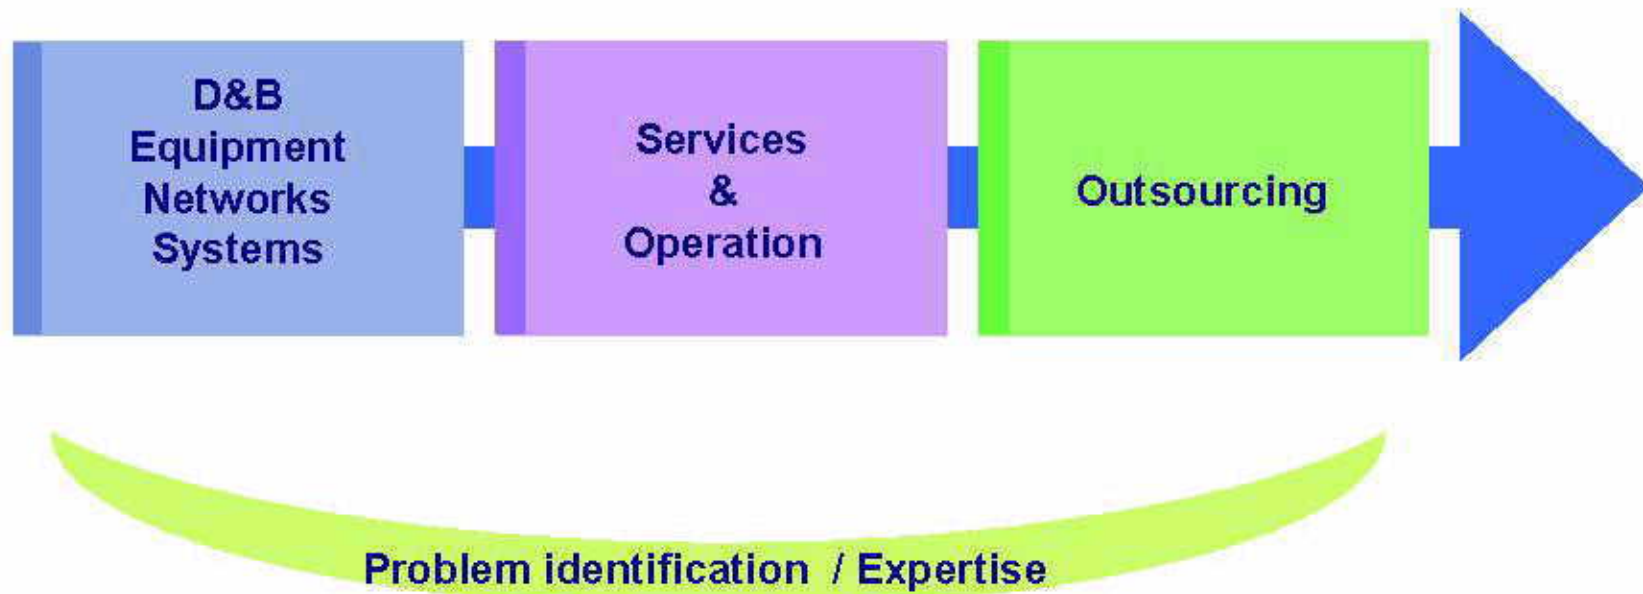 D&B
Equipment
Networks
Systems
Services
&
Operation
Outsourcing
Problem identification / Expertise